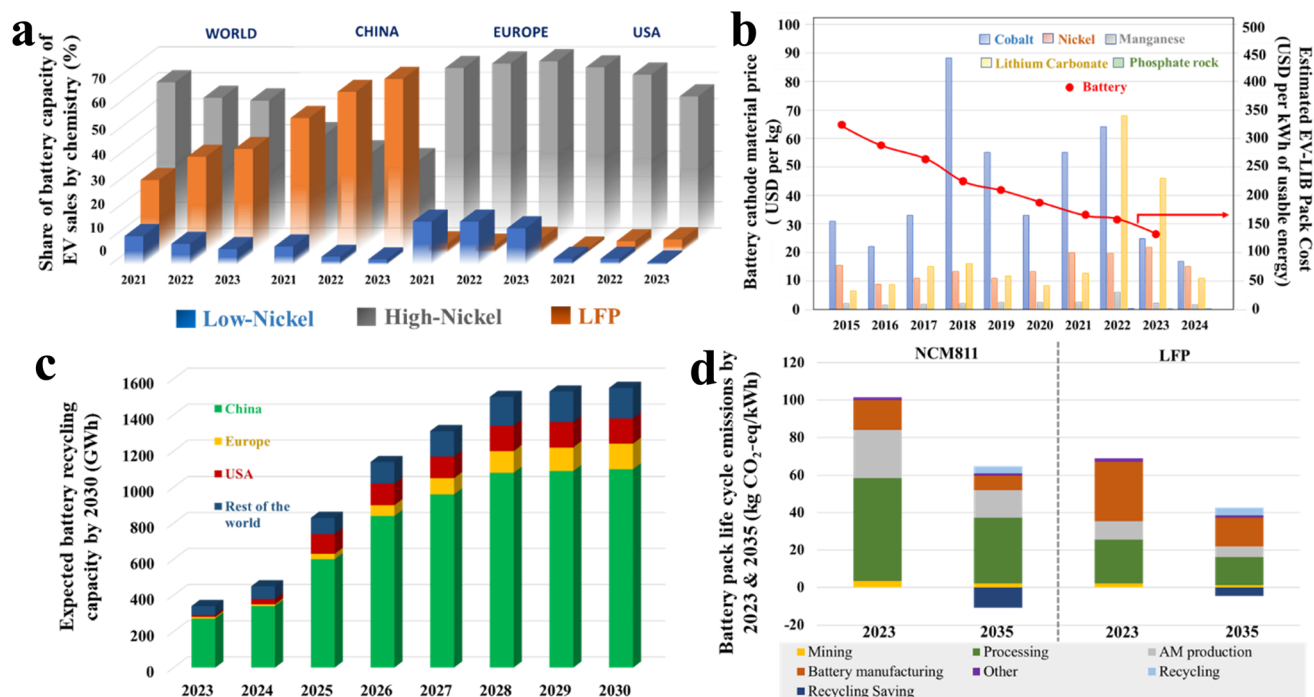 a
Share of battery capacity of
EV sales by chemistry (%)
WORLD CHINA EUROPE USA
70
60
50
40
30
20
10
0
2021 2022 2023 2021 2022 2023 2021 2022 2023 2021 2022 2023
Low-Nickel High-Nickel LFP
b
Battery cathode material price
( USD per kg)
100
90
80
70
60
50
40
30
20
10
0
Cobalt Nickel Manganese
Lithium Carbonate Phosphate rock
Battery
500
450
400
350
300
250
200
150
100
50
0
Estimated EV-LIB Pack Cost
(USD per kWh of usable energy)
2015 2016 2017 2018 2019 2020 2021 2022 2023 2024
c
Expected battery recycling
capacity by 2030 (GWh)
1600
1400
1200
1000
800
600
400
200
0
China
Europe
USA
Rest of the
world
2023 2024 2025 2026 2027 2028 2029 2030
d
Battery pack life cycle emissions by
2023 & 2035 (kg CO₂-eq/kWh)
NCM811 LFP
120
100
80
60
40
20
0
-20
2023 2035 2023 2035
Mining Processing AM production
Battery manufacturing Other Recycling
Recycling Saving